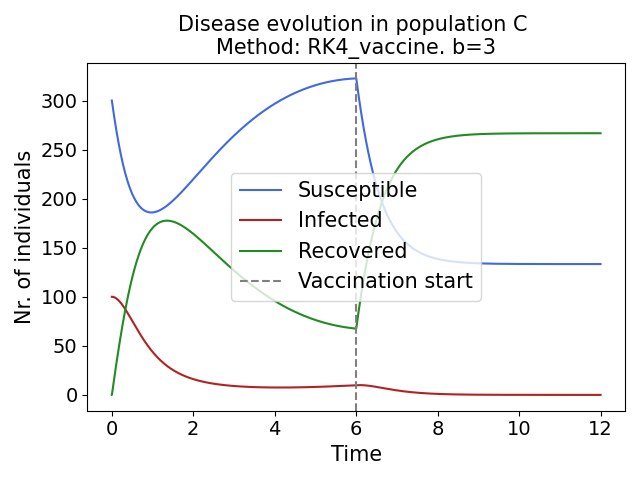 Disease evolution in population C
Method: RK4_vaccine. b=3
Nr. of individuals
300
250
200
150
100
50
0
Susceptible
Infected
Recovered
Vaccination start
0 2 4 6 8 10 12
Time